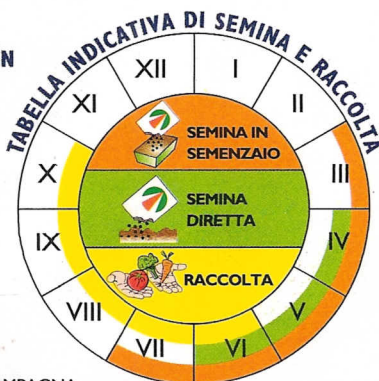 N
TABELLA INDICATIVA DI SEMINA E RACCOLTA
XII
I
XI
II
X
III
IX
IV
VIII
V
VII
VI
SEMINA IN
SEMENZAIO
SEMINA
DIRETTA
RACCOLTA